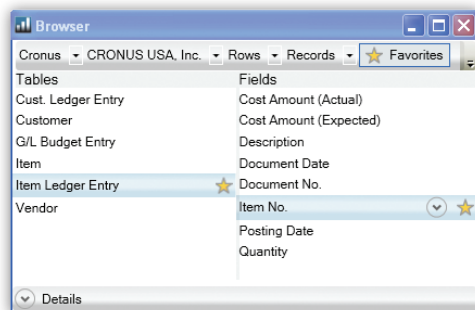 Browser
Cronus CRONUS USA, Inc. Rows Records Favorites
Tables Fields
Cust. Ledger Entry Cost Amount (Actual)
Customer Cost Amount (Expected)
G/L Budget Entry Description
Item Document Date
Item Ledger Entry Document No.
Vendor Item No.
Posting Date
Quantity
Details